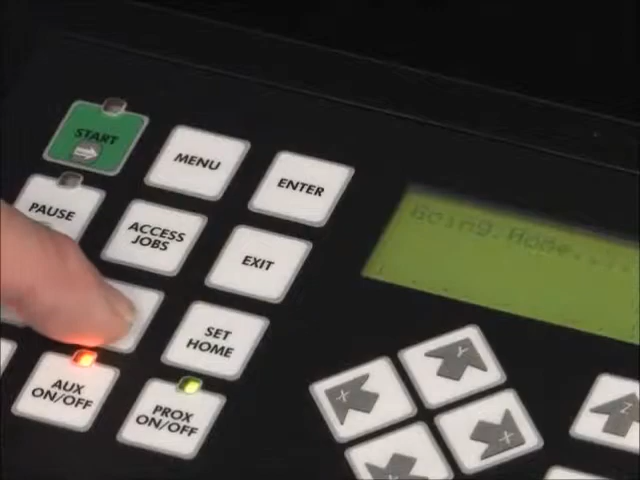 START
MENU
ENTER
PAUSE
ACCESS
JOBS
EXIT
SET
HOME
AUX
ON/OFF
PROX
ON/OFF
Going Home....
X
Y
X
Z